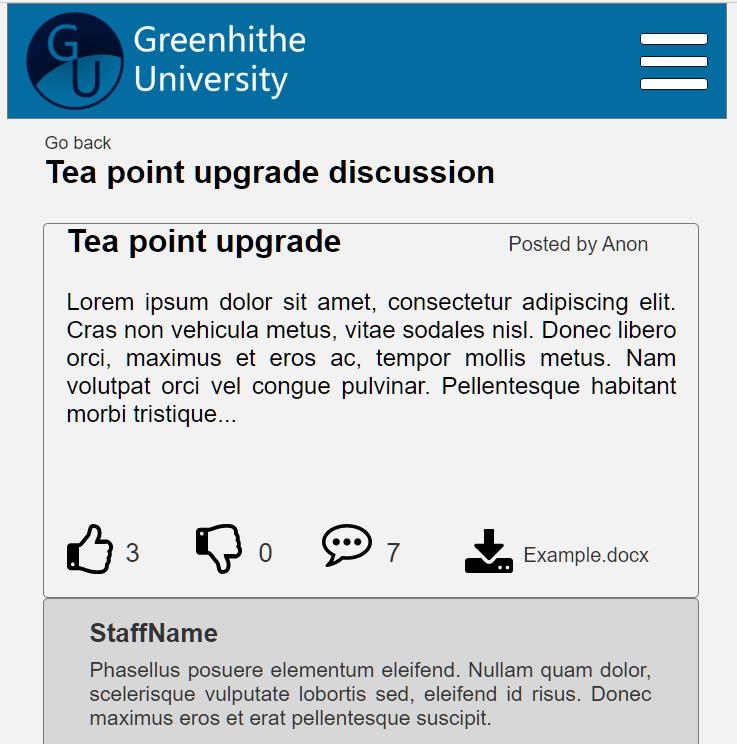 GU
Greenhithe
University
Go back
Tea point upgrade discussion
Tea point upgrade
Posted by Anon
Lorem ipsum dolor sit amet, consectetur adipiscing elit.
Cras non vehicula metus, vitae sodales nisl. Donec libero
orci, maximus et eros ac, tempor mollis metus. Nam
volutpat orci vel congue pulvinar. Pellentesque habitant
morbi tristique...
3
0
7
Example.docx
StaffName
Phasellus posuere elementum eleifend. Nullam quam dolor,
scelerisque vulputate lobortis sed, eleifend id risus. Donec
maximus eros et erat pellentesque suscipit.